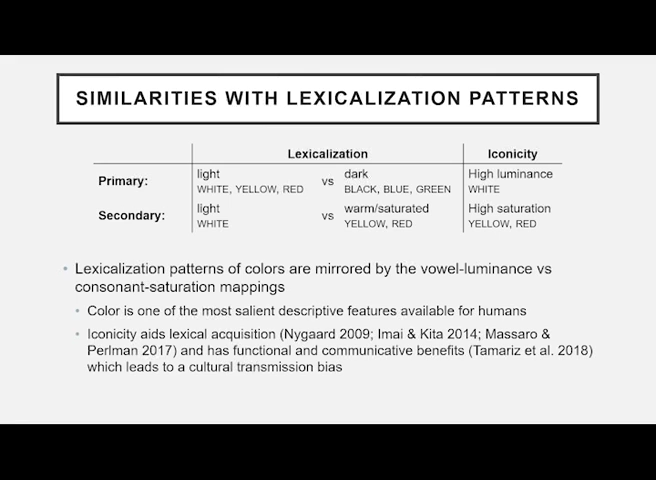 SIMILARITIES WITH LEXICALIZATION PATTERNS
Lexicalization Iconicity
Primary: light vs dark High luminance
WHITE, YELLOW, RED BLACK, BLUE, GREEN WHITE
Secondary: light vs warm/saturated High saturation
WHITE YELLOW, RED YELLOW, RED
• Lexicalization patterns of colors are mirrored by the vowel-luminance vs
consonant-saturation mappings
• Color is one of the most salient descriptive features available for humans
• Iconicity aids lexical acquisition (Nygaard 2009; Imai & Kita 2014; Massaro &
Perlman 2017) and has functional and communicative benefits (Tamariz et al. 2018)
which leads to a cultural transmission bias